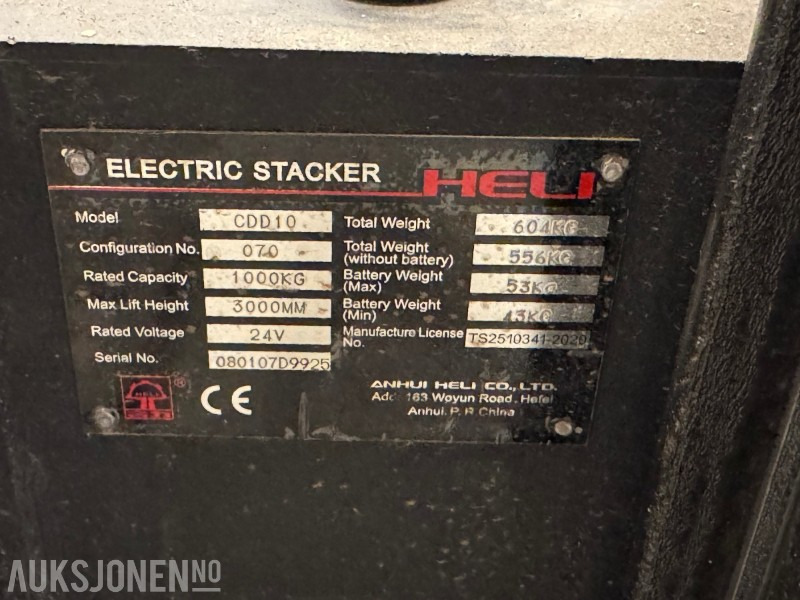 ELECTRIC STACKER HELI
Model CDD10 Total Weight 604KG
Configuration No. 070 Total Weight (without battery) 556KG
Rated Capacity 1000KG Battery Weight (Max) 53KG
Max Lift Height 3000MM Battery Weight (Min) 43KG
Rated Voltage 24V Manufacture License No. TS2510341-2020
Serial No. 080107D9925
HELI ® CE
ANHUI HELI CO., LTD.
Add: 163 Woyun Road. Hefei
Anhui. P. R China
AUKSJONEN NO